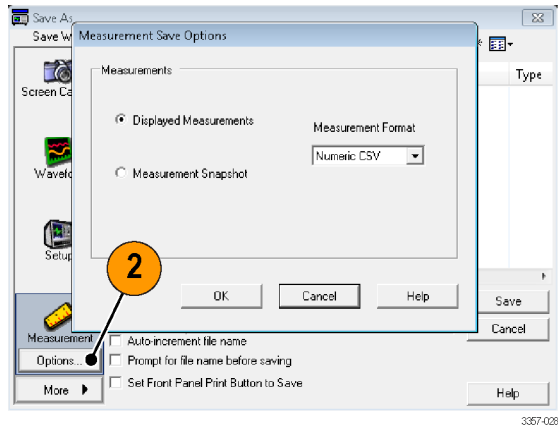 Save As
Save W
Measurement Save Options
Type
Screen Ca
Measurements
Displayed Measurements
Measurement Format
Numeric CSV
Measurement Snapshot
Wavefo
Setup
2
OK
Cancel
Help
Save
Measurement
Auto-increment file name
Cancel
Options...
Prompt for file name before saving
More
Set Front Panel Print Button to Save
Help
3357-028